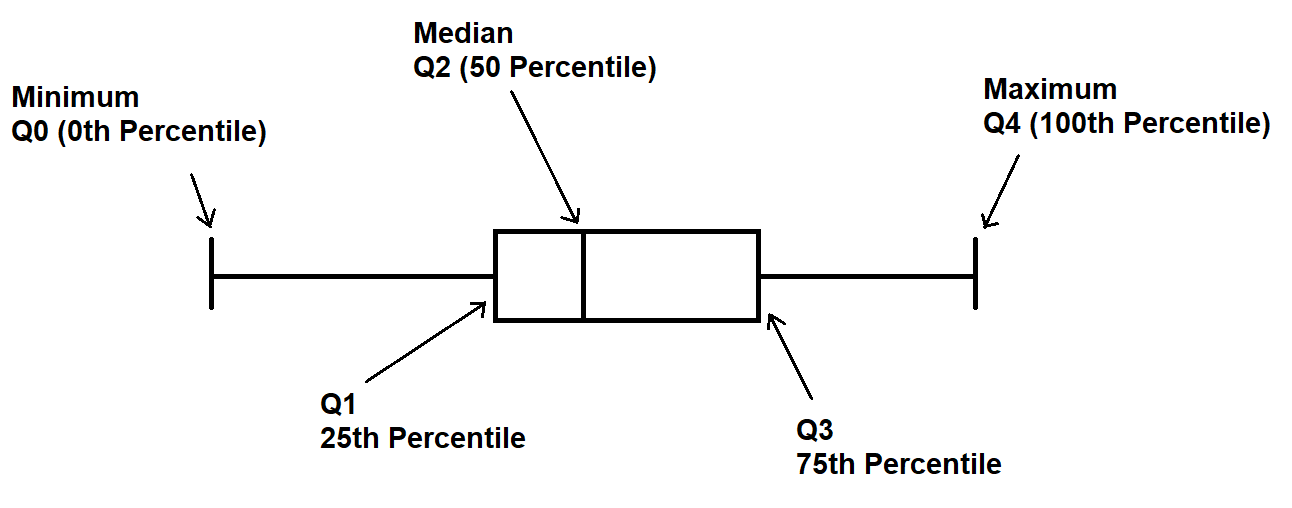 Median
Q2 (50 Percentile)
Minimum
Q0 (0th Percentile)
Maximum
Q4 (100th Percentile)
Q1
25th Percentile
Q3
75th Percentile